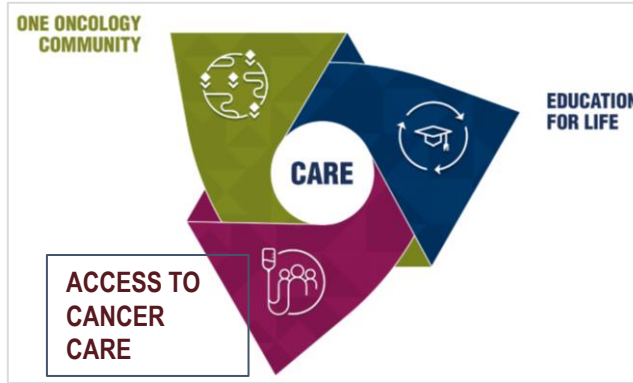 ONE ONCOLOGY
COMMUNITY
EDUCATION
FOR LIFE
CARE
ACCESS TO
CANCER
CARE